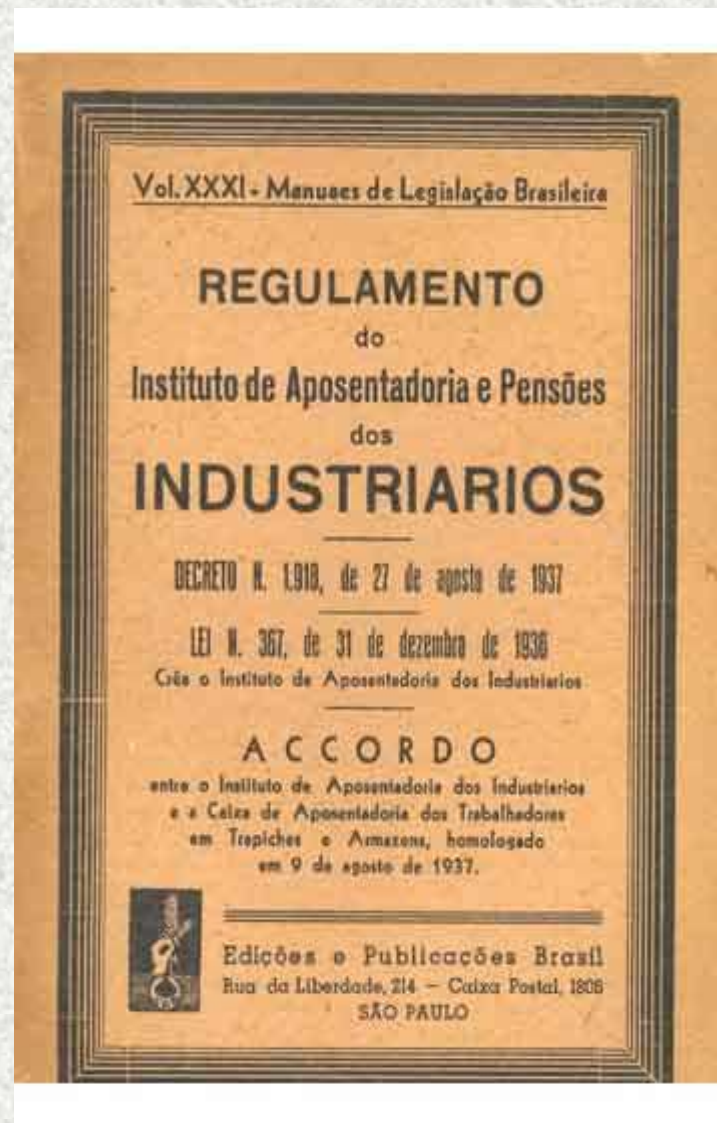 Vol. XXXI - Manuaes de Legislação Brasileira
REGULAMENTO
do
Instituto de Aposentadoria e Pensões
dos
INDUSTRIARIOS
DECRETO N. 1.918, de 27 de agosto de 1937
LEI N. 367, de 31 de dezembro de 1936
Crêa o Instituto de Aposentadoria dos Industriarios
ACCORDO
entre o Instituto de Aposentadoria dos Industriarios
e a Caixa de Aposentadoria dos Trabalhadores
em Trapiches e Armazens, homologado
em 9 de agosto de 1937.
Edições e Publicações Brasil
Rua da Liberdade, 214 — Caixa Postal, 1806
SÃO PAULO